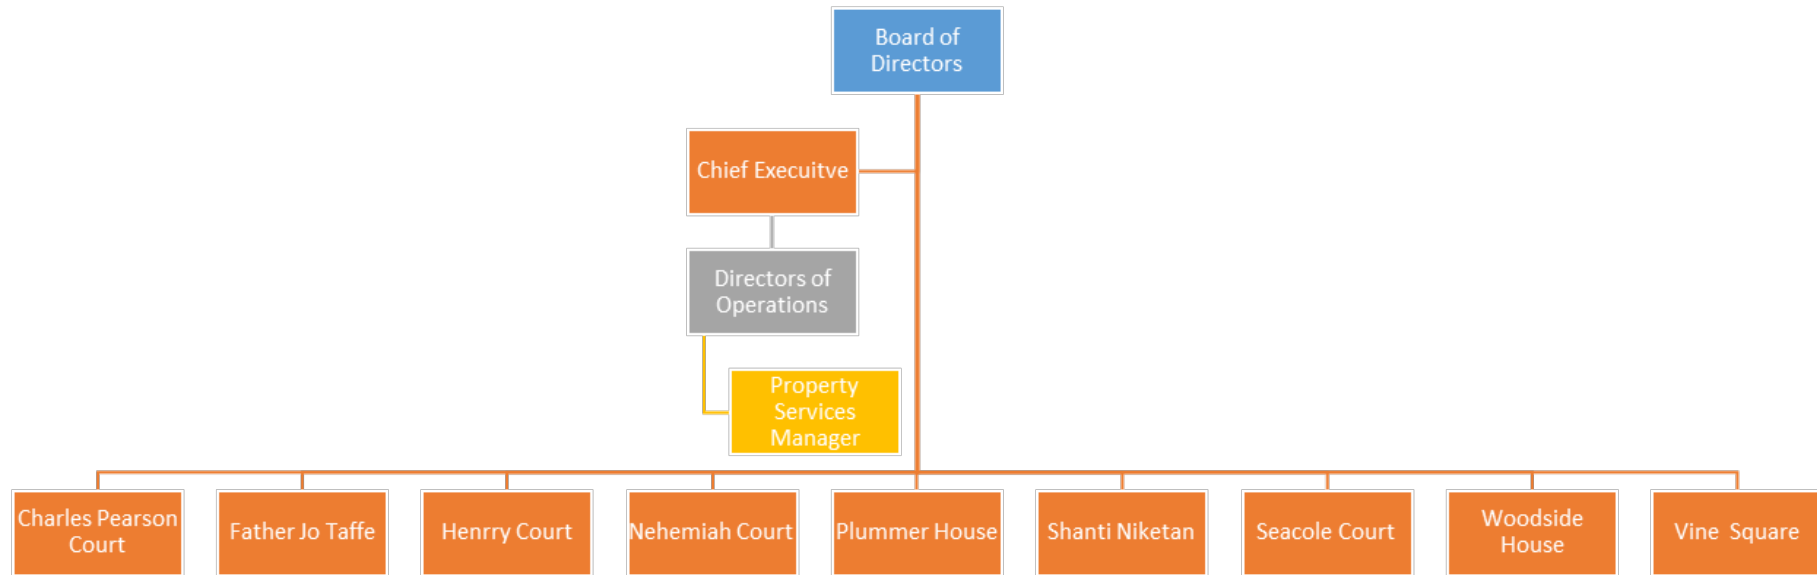 Board of
Directors
Chief Execuitve
Directors of
Operations
Property
Services
Manager
Charles Pearson
Court
Father Jo Taffe
Henrry Court
Nehemiah Court
Plummer House
Shanti Niketan
Seacole Court
Woodside
House
Vine  Square